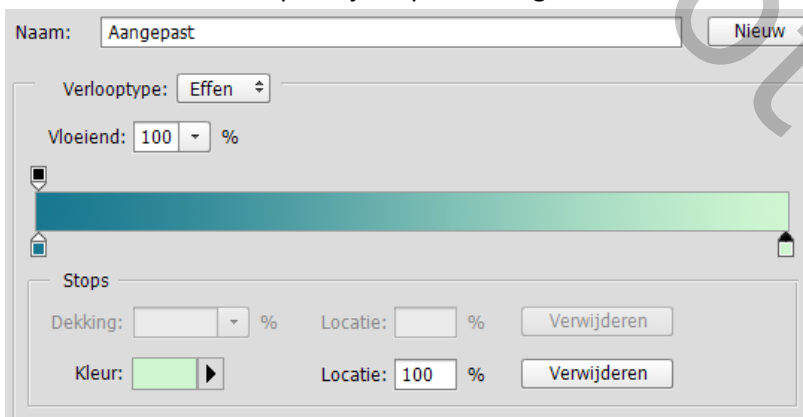 Naam: Aangepast Nieuw
Verlooptype: Effen
Vloeiend: 100 %
Stops
Dekking: % Locatie: % Verwijderen
Kleur: Locatie: 100 % Verwijderen